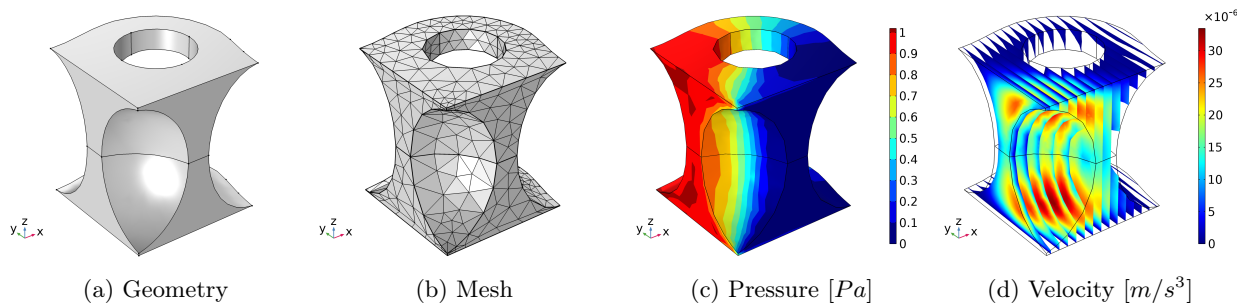 ×10⁻⁶
1
0.9
0.8
0.7
0.6
0.5
0.4
0.3
0.2
0.1
0
30
25
20
15
10
5
0
z
y x
z
y x
z
y x
z
y x
(a) Geometry (b) Mesh (c) Pressure [Pa] (d) Velocity [m/s³]